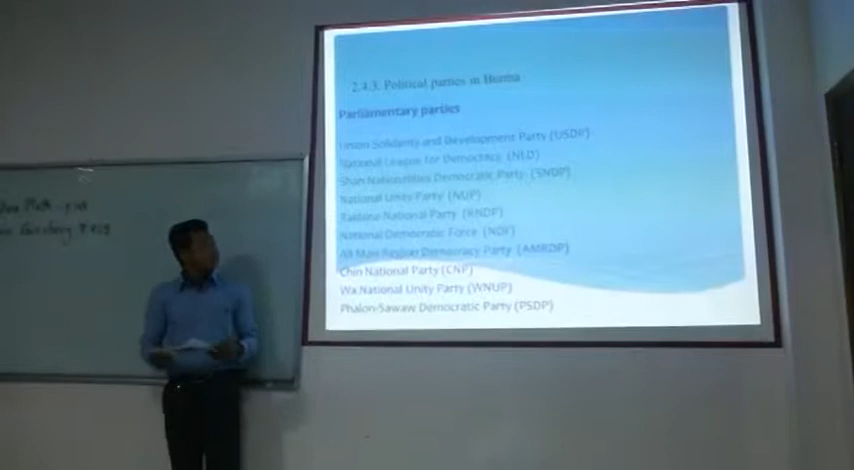 2.4.3. Political parties in Burma
Parliamentary parties
Union Solidarity and Development Party (USDP)
National League for Democracy (NLD)
Shan Nationalities Democratic Party (SNDP)
National Unity Party (NUP)
Rakhine National Party (RNDP)
National Democratic Force (NDF)
All Mon Region Democracy Party (AMRDP)
Chin National Party (CNP)
Wa National Unity Party (WNUP)
Phalon-Sawaw Democratic Party (PSDP)